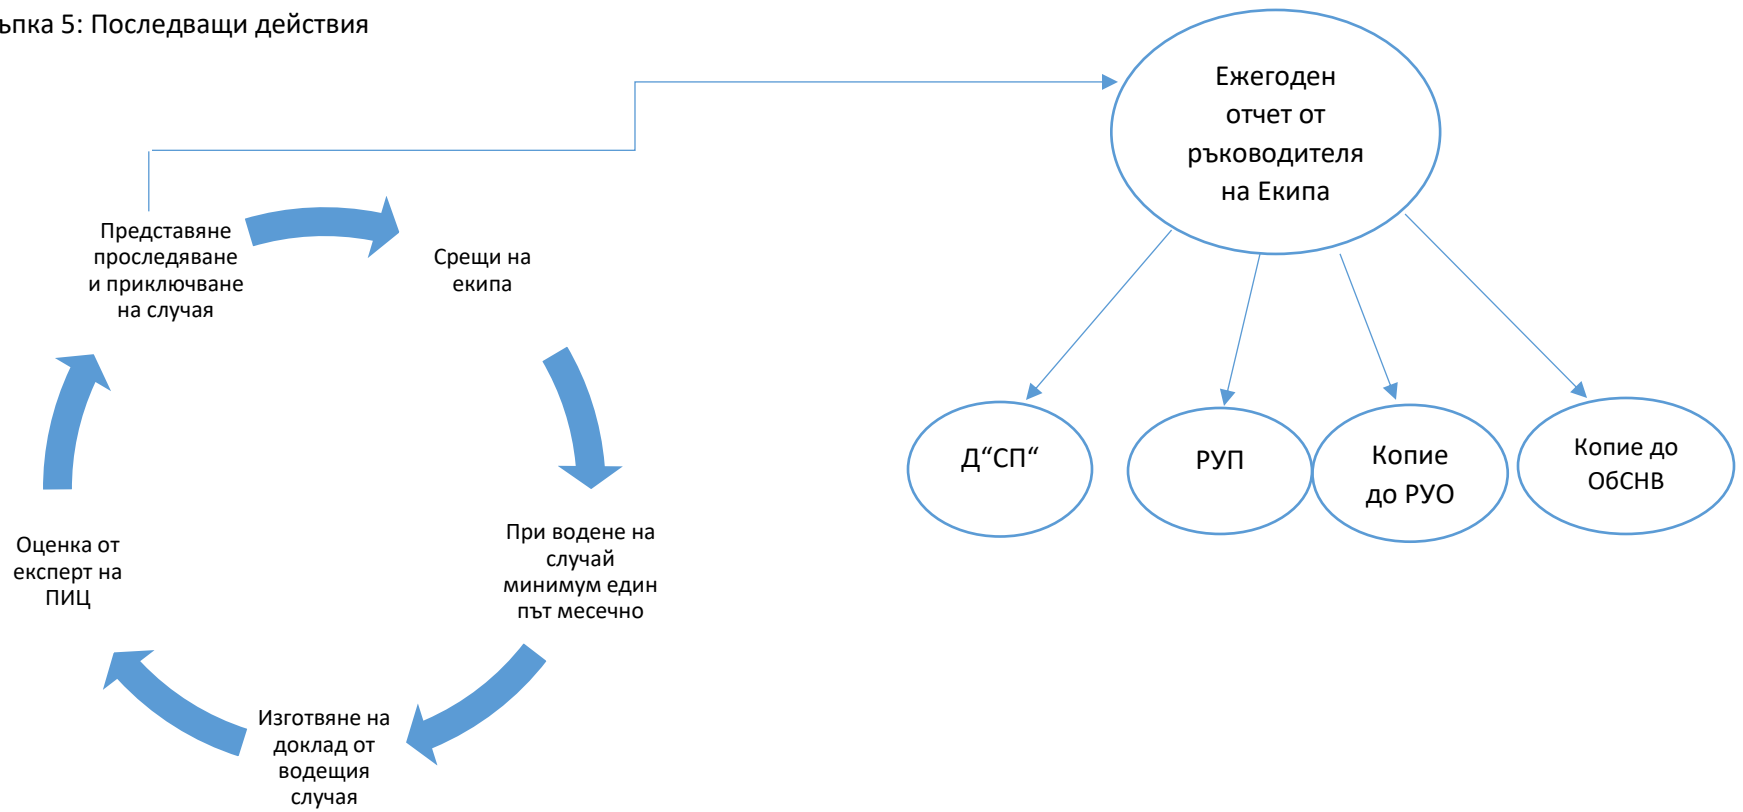 ъпка 5: Последващи действия
Ежегоден
отчет от
ръководителя
на Екипа
Представяне
проследяване
и приключване
на случая
Срещи на
екипа
При водене на
случай
минимум един
път месечно
Изготвяне на
доклад от
водещия
случая
Оценка от
експерт на
ПИЦ
Д“СП“
РУП
Копие
до РУО
Копие до
ОбСНВ